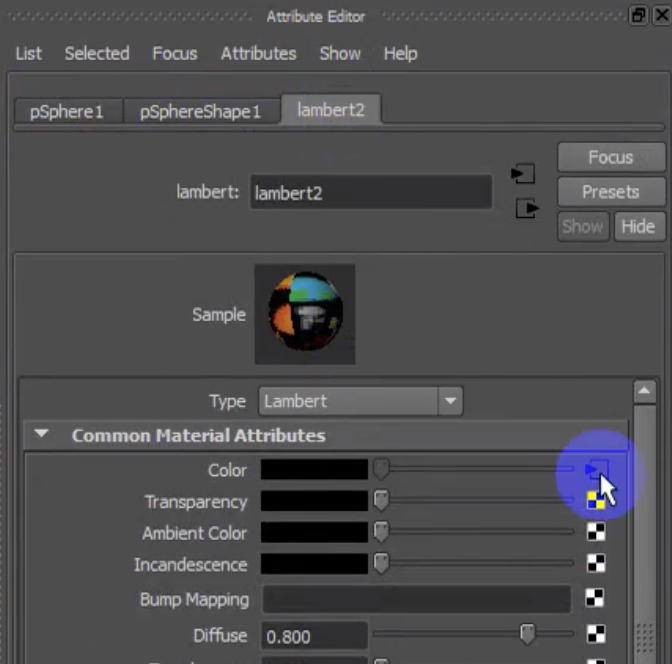 Attribute Editor
List Selected Focus Attributes Show Help
pSphere1 pSphereShape1 lambert2
Focus
lambert: lambert2 Presets
Show Hide
Sample
Type Lambert
Common Material Attributes
Color
Transparency
Ambient Color
Incandescence
Bump Mapping
Diffuse 0.800